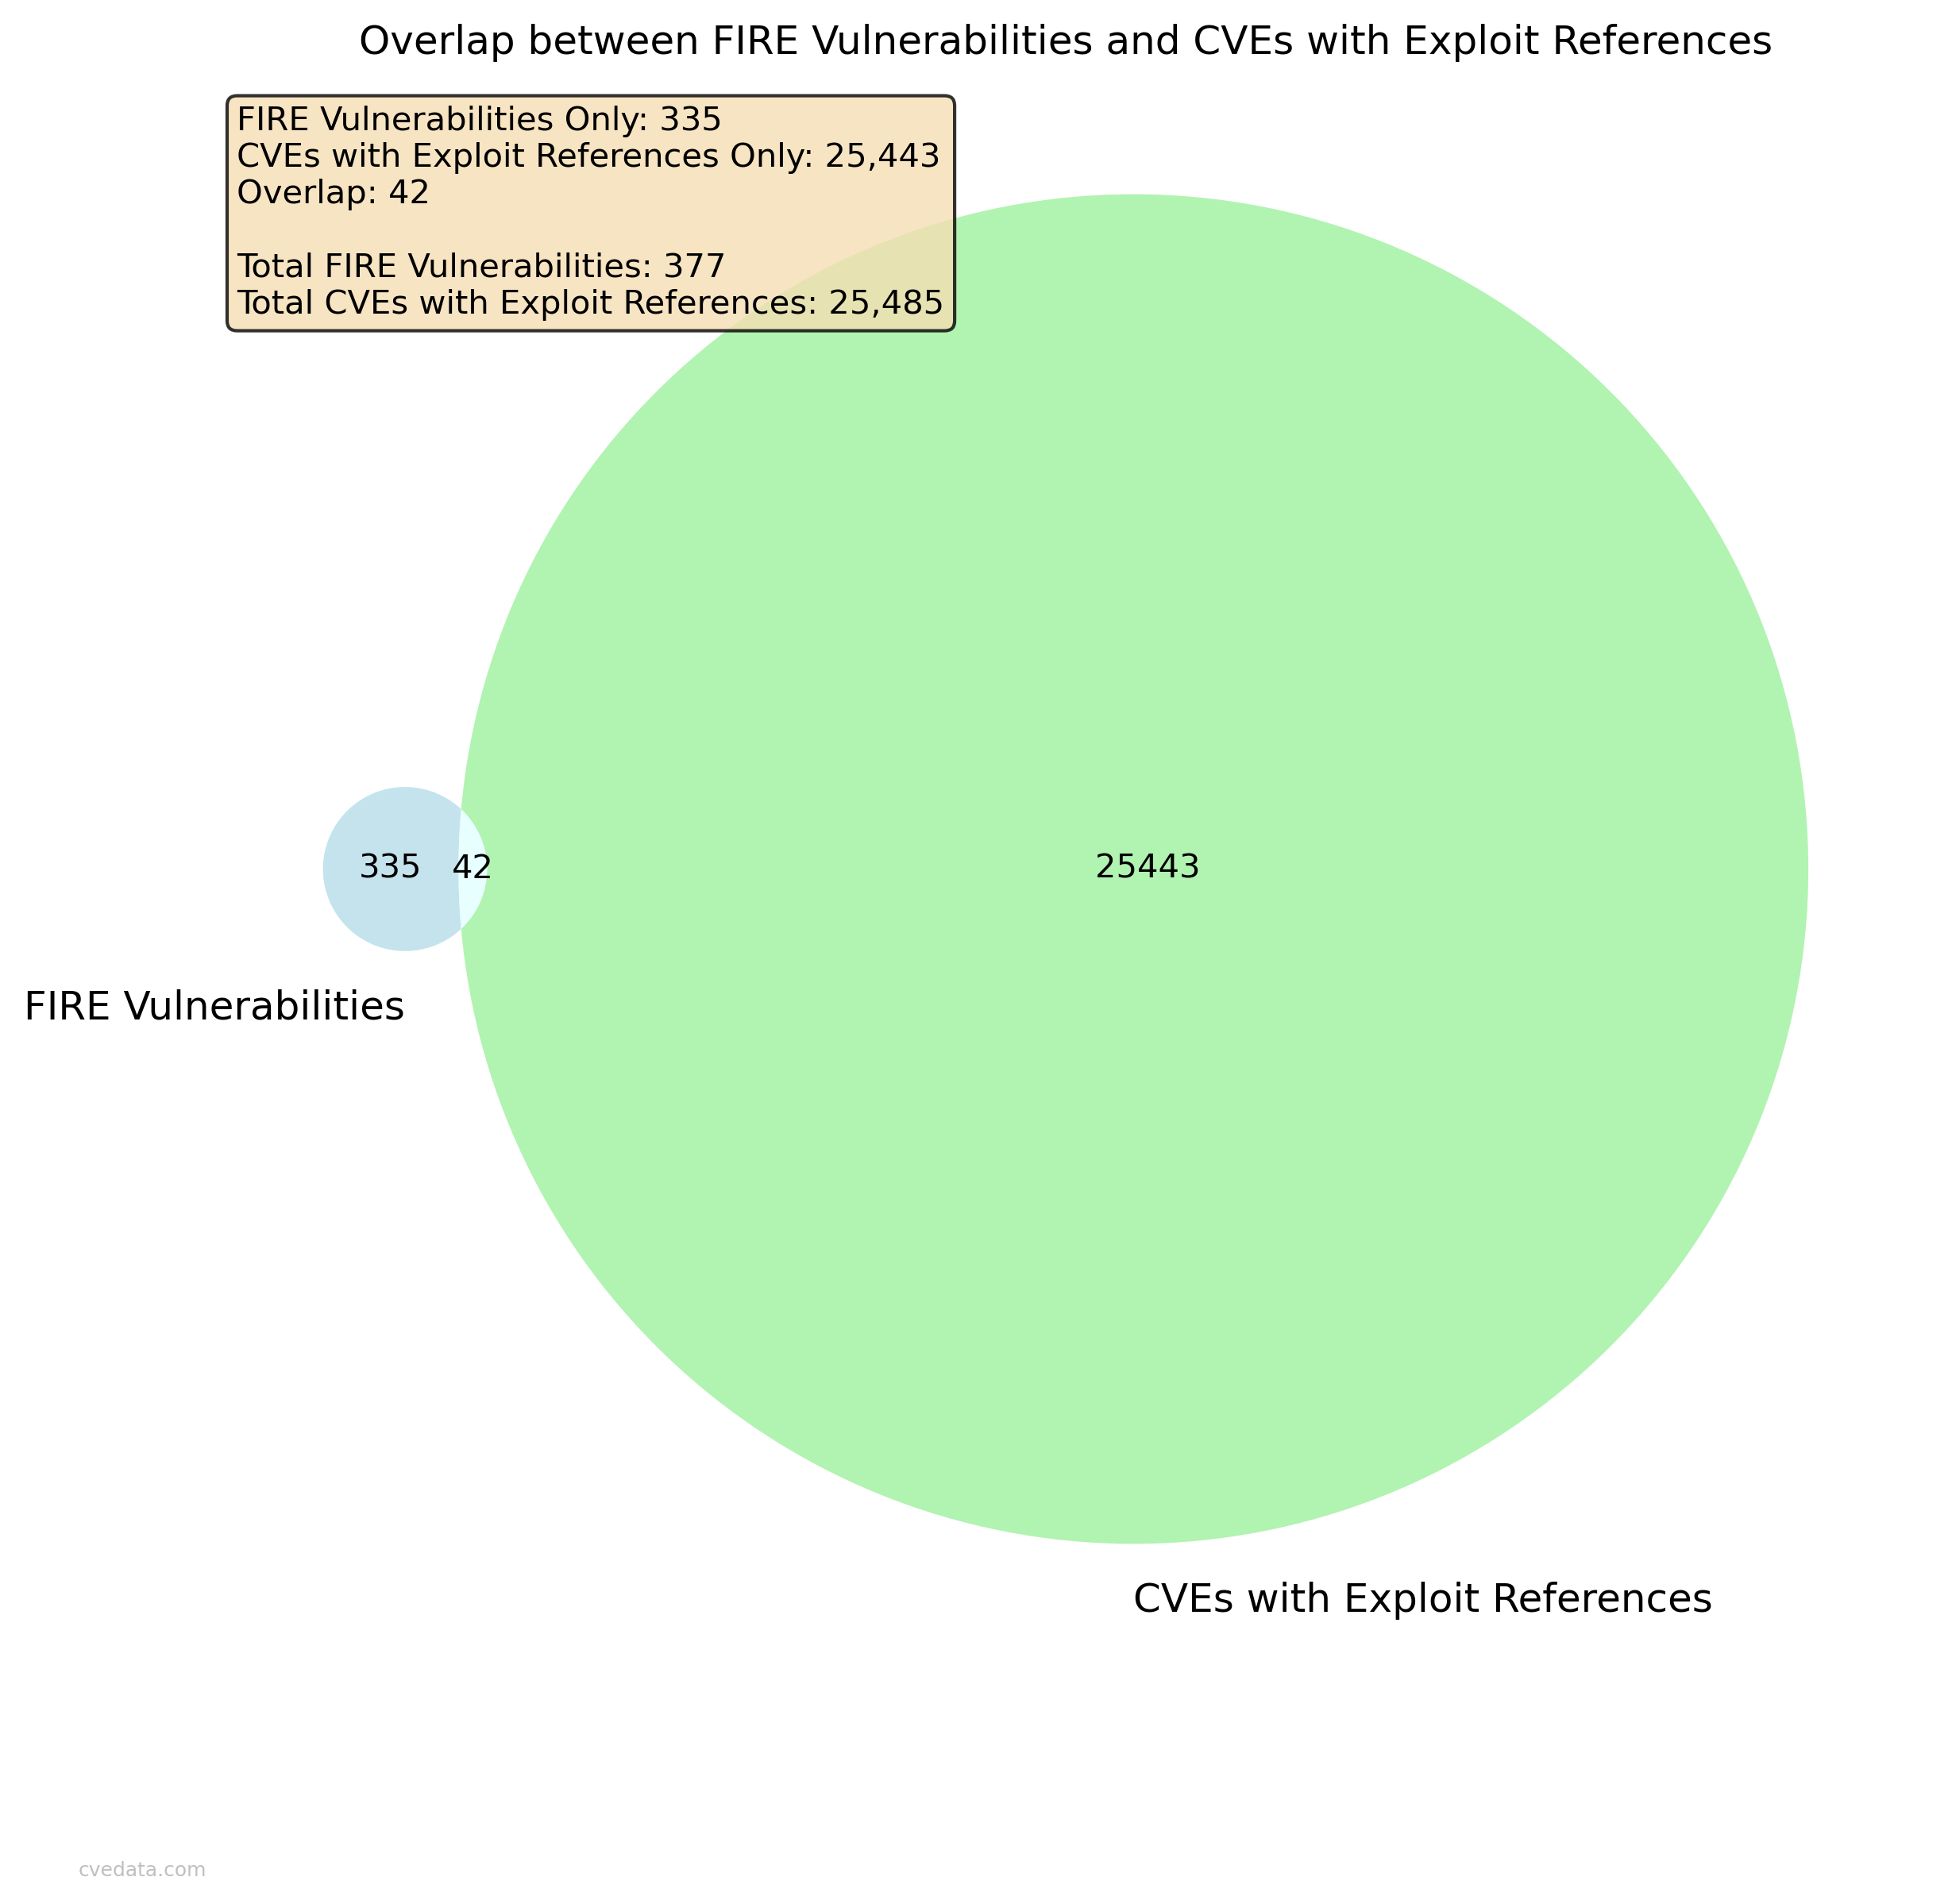 Overlap between FIRE Vulnerabilities and CVEs with Exploit References
FIRE Vulnerabilities Only: 335
CVEs with Exploit References Only: 25,443
Overlap: 42
Total FIRE Vulnerabilities: 377
Total CVEs with Exploit References: 25,485
335
42
25443
FIRE Vulnerabilities
CVEs with Exploit References
cvedata.com